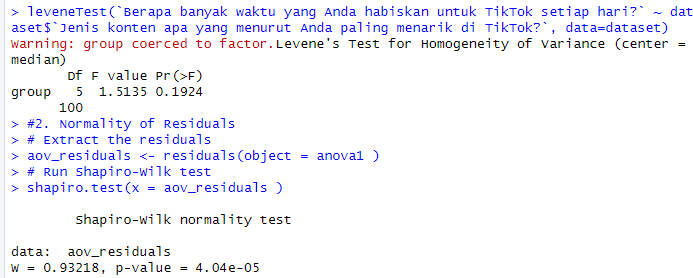 > leveneTest(`Berapa banyak waktu yang Anda habiskan untuk TikTok setiap hari?` ~ dat
aset$`Jenis konten apa yang menurut Anda paling menarik di TikTok?`, data=dataset)
Warning: group coerced to factor.Levene's Test for Homogeneity of Variance (center =
median)
Df F value Pr(>F)
group 5 1.5135 0.1924
100
> #2. Normality of Residuals
> # Extract the residuals
> aov_residuals <- residuals(object = anova1 )
> # Run Shapiro-Wilk test
> shapiro.test(x = aov_residuals )
Shapiro-Wilk normality test
data: aov_residuals
W = 0.93218, p-value = 4.04e-05